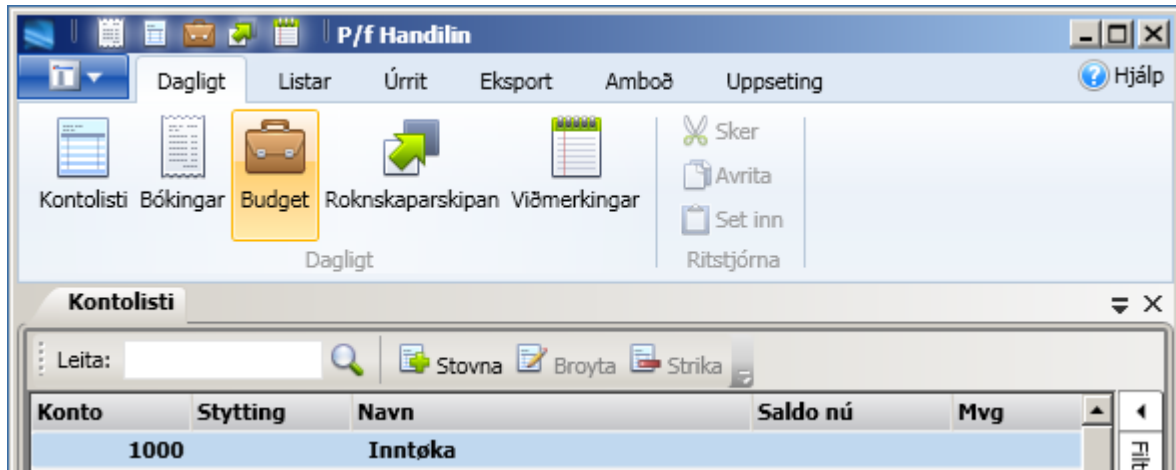 P/f Handilin
Dagligt Listar Úrrit Eksport Amboð Uppseting Hjálp
Kontolisti Bókingar Budget Roknskaparskipan Viðmerkingar
Sker
Avrita
Set inn
Dagligt Ritstjórna
Kontolisti
Leita: Stovna Broyta Strika
Konto Stytting Navn Saldo nú Mvg
1000 Inntøka